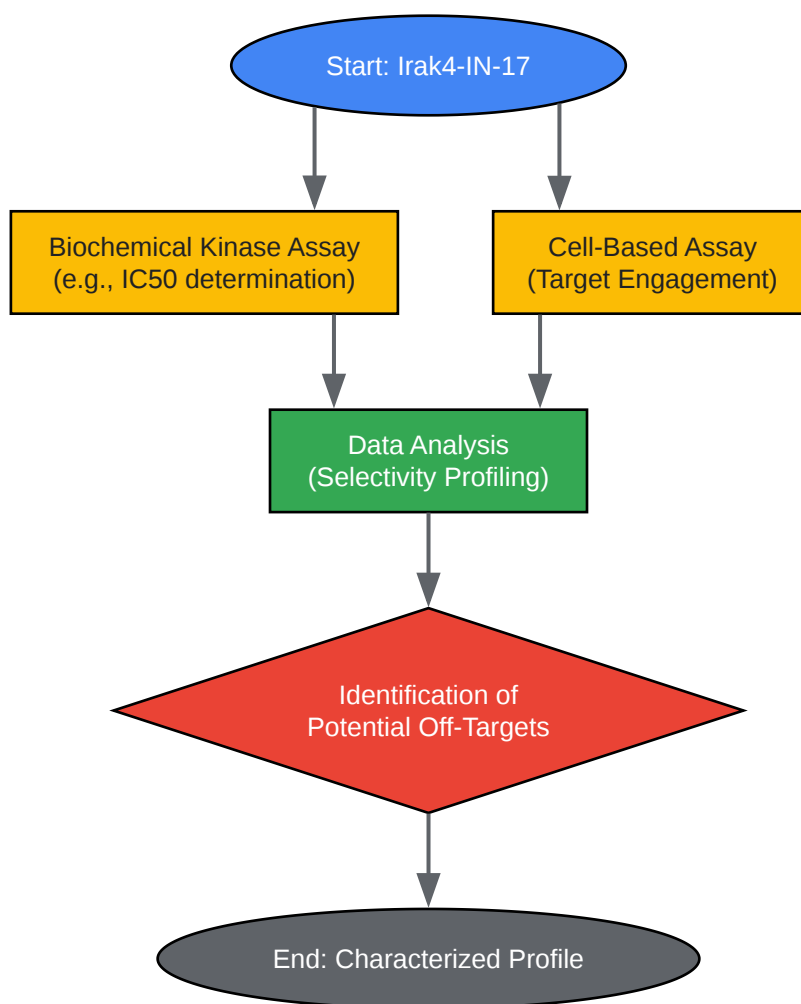 Start: Irak4-IN-17
Biochemical Kinase Assay
(e.g., IC50 determination)
Cell-Based Assay
(Target Engagement)
Data Analysis
(Selectivity Profiling)
Identification of
Potential Off-Targets
End: Characterized Profile